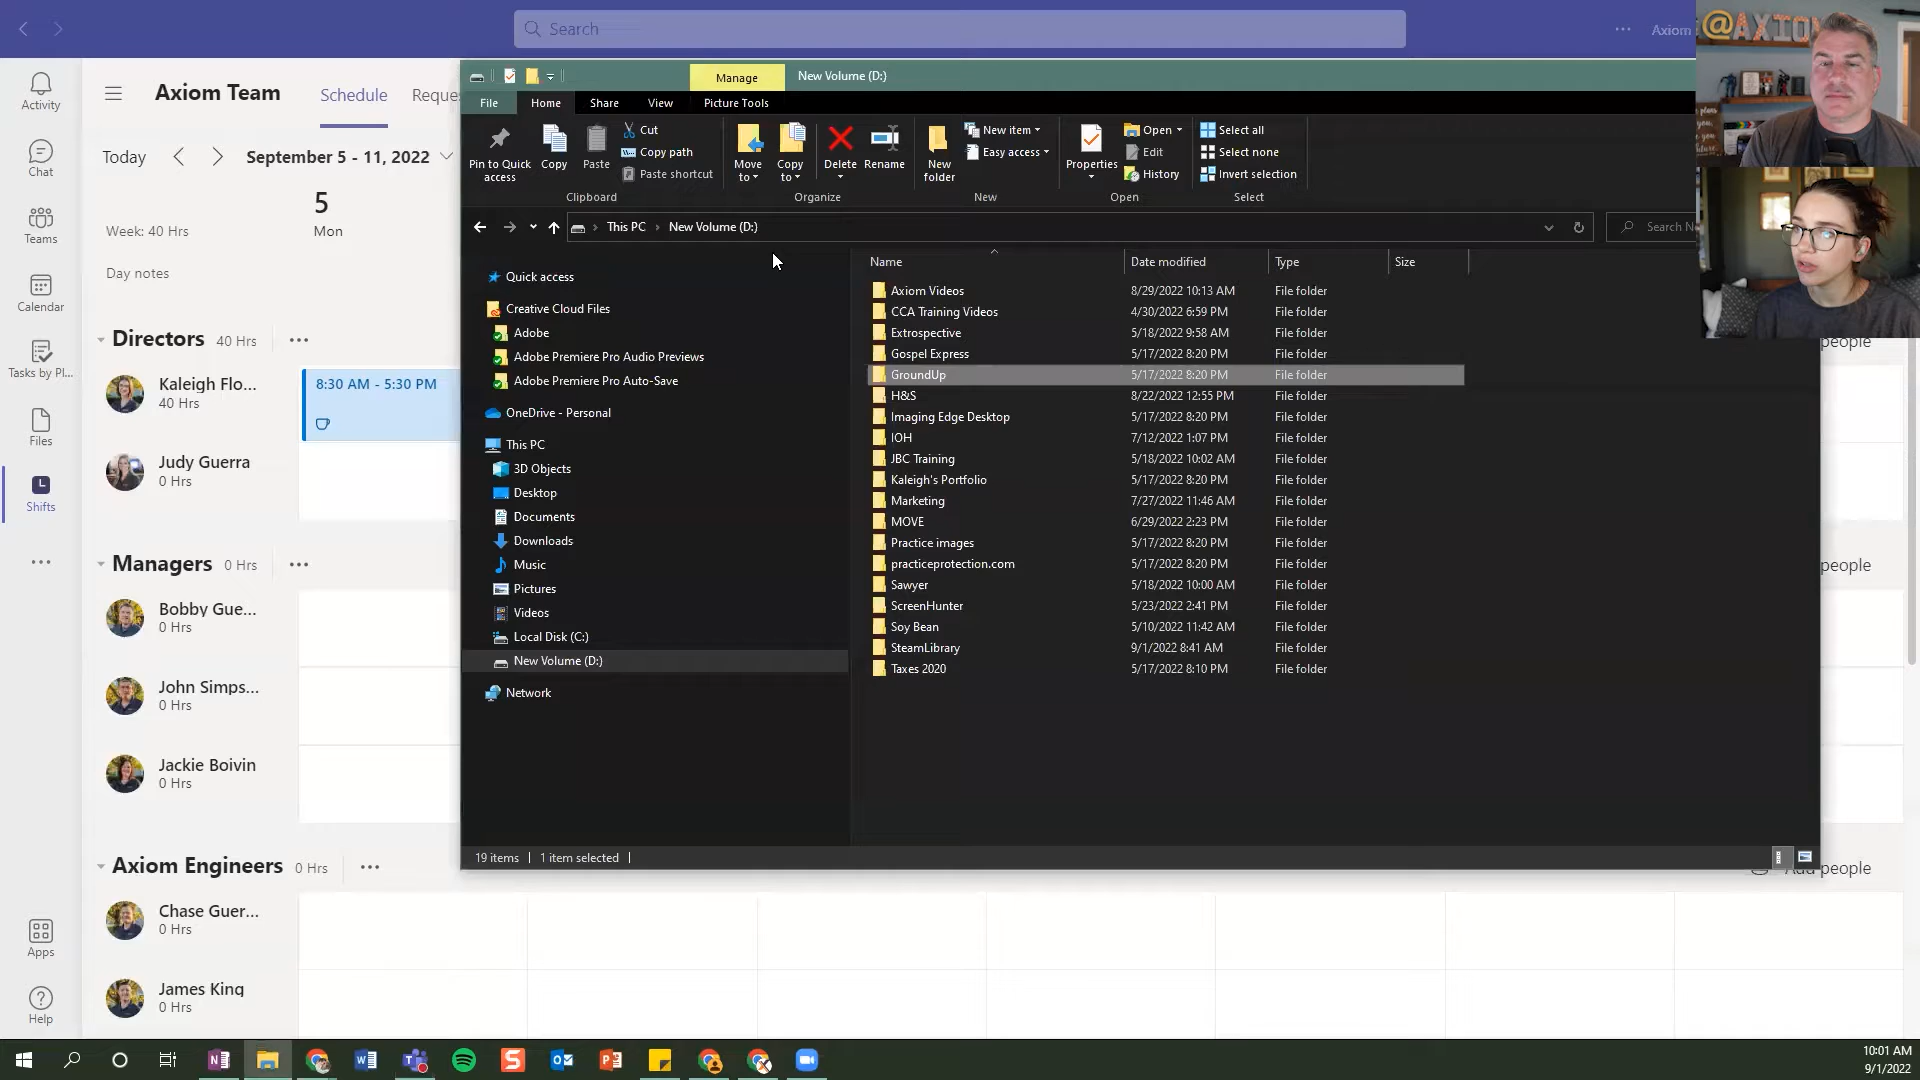 Search
Axiom
@AXIOM
Activity
Chat
Teams
Calendar
Tasks by Pl...
Files
Shifts
Apps
Help
Axiom Team
Schedule
Reque
Today
September 5 - 11, 2022
5
Mon
Week: 40 Hrs
Day notes
Directors 40 Hrs
Kaleigh Flo...
40 Hrs
8:30 AM - 5:30 PM
Judy Guerra
0 Hrs
Managers 0 Hrs
Bobby Gue...
0 Hrs
John Simps...
0 Hrs
Jackie Boivin
0 Hrs
Axiom Engineers 0 Hrs
Chase Guer...
0 Hrs
James King
0 Hrs
people
people
Add people
Manage
New Volume (D:)
File
Home
Share
View
Picture Tools
Pin to Quick access
Copy
Paste
Cut
Copy path
Paste shortcut
Clipboard
Move to
Copy to
Delete
Rename
Organize
New folder
New item
Easy access
New
Properties
Open
Edit
History
Open
Select all
Select none
Invert selection
Select
This PC
New Volume (D:)
Search N
Quick access
Creative Cloud Files
Adobe
Adobe Premiere Pro Audio Previews
Adobe Premiere Pro Auto-Save
OneDrive - Personal
This PC
3D Objects
Desktop
Documents
Downloads
Music
Pictures
Videos
Local Disk (C:)
New Volume (D:)
Network
Name Date modified Type Size
Axiom Videos 8/29/2022 10:13 AM File folder
CCA Training Videos 4/30/2022 6:59 PM File folder
Extrospective 5/18/2022 9:58 AM File folder
Gospel Express 5/17/2022 8:20 PM File folder
GroundUp 5/17/2022 8:20 PM File folder
H&S 8/22/2022 12:55 PM File folder
Imaging Edge Desktop 5/17/2022 8:20 PM File folder
IOH 7/12/2022 1:07 PM File folder
JBC Training 5/18/2022 10:02 AM File folder
Kaleigh's Portfolio 5/17/2022 8:20 PM File folder
Marketing 7/27/2022 11:46 AM File folder
MOVE 6/29/2022 2:23 PM File folder
Practice images 5/17/2022 8:20 PM File folder
practiceprotection.com 5/17/2022 8:20 PM File folder
Sawyer 5/18/2022 10:00 AM File folder
ScreenHunter 5/23/2022 2:41 PM File folder
Soy Bean 5/10/2022 11:42 AM File folder
SteamLibrary 9/1/2022 8:41 AM File folder
Taxes 2020 5/17/2022 8:10 PM File folder
19 items
1 item selected
10:01 AM
9/1/2022